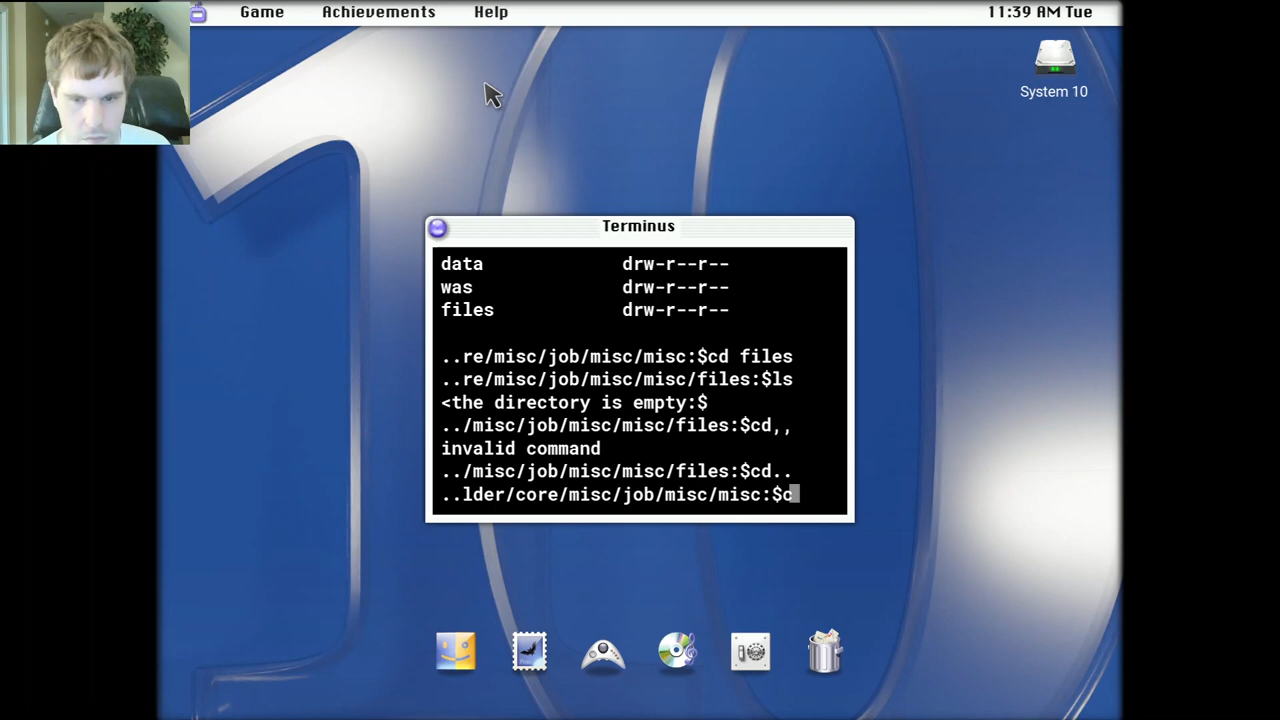 Game Achievements Help 11:39 AM Tue
System 10
Terminus
data drw-r--r--
was drw-r--r--
files drw-r--r--
..re/misc/job/misc/misc:$cd files
..re/misc/job/misc/misc/files:$ls
<the directory is empty:$
../misc/job/misc/misc/files:$cd,,
invalid command
../misc/job/misc/misc/files:$cd..
..lder/core/misc/job/misc/misc:$c
10